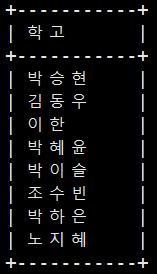 +-----------+
| 학고 |
+-----------+
| 박승현 |
| 김동우 |
| 이한 |
| 박혜윤 |
| 박이슬 |
| 조수빈 |
| 박하은 |
| 노지혜 |
+-----------+